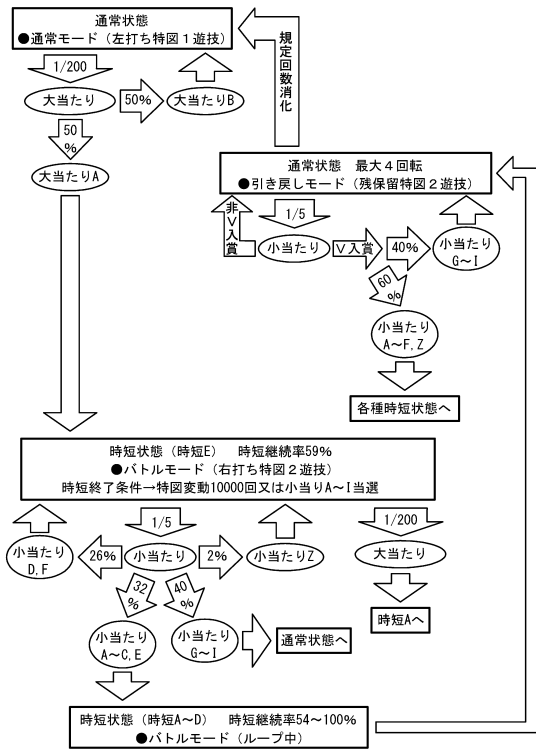 通常状態
●通常モード（左打ち特図１遊技）
1/200
大当たり
50%
大当たりB
50%
大当たりA
規定回数消化
通常状態　最大４回転
●引き戻しモード（残保留特図２遊技）
非V入賞
1/5
小当たり
V入賞
40%
小当たり
G～I
60%
小当たり
A～F,Z
各種時短状態へ
時短状態（時短E）　時短継続率59%
●バトルモード（右打ち特図２遊技）
時短終了条件→特図変動10000回又は小当りA～I当選
1/5
1/200
小当たり
D,F
26%
小当たり
2%
小当たりZ
大当たり
32%
40%
小当たり
A～C,E
小当たり
G～I
通常状態へ
時短Aへ
時短状態（時短A～D）　時短継続率54～100%
●バトルモード（ループ中）